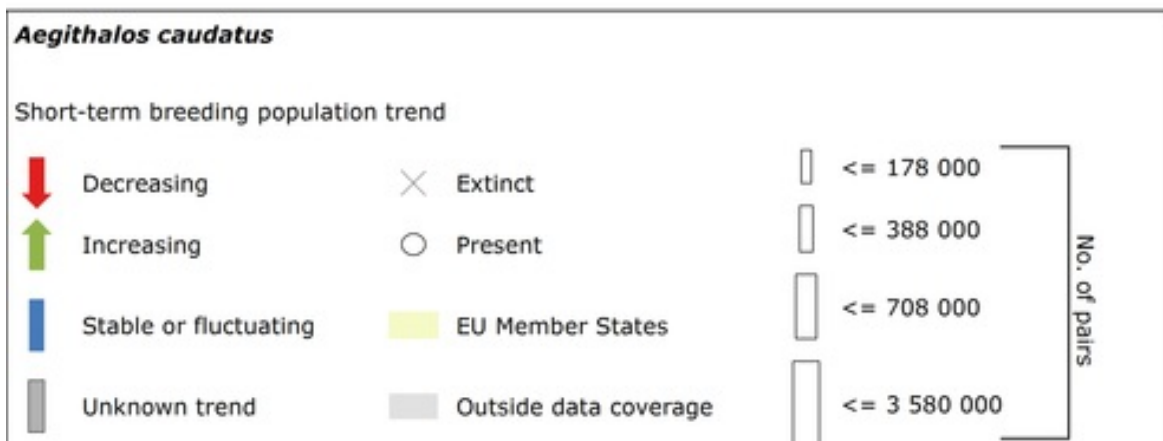 Aegithalos caudatus
Short-term breeding population trend
Decreasing
Extinct
<= 178 000
Increasing
Present
<= 388 000
Stable or fluctuating
EU Member States
<= 708 000
Unknown trend
Outside data coverage
<= 3 580 000
No. of pairs